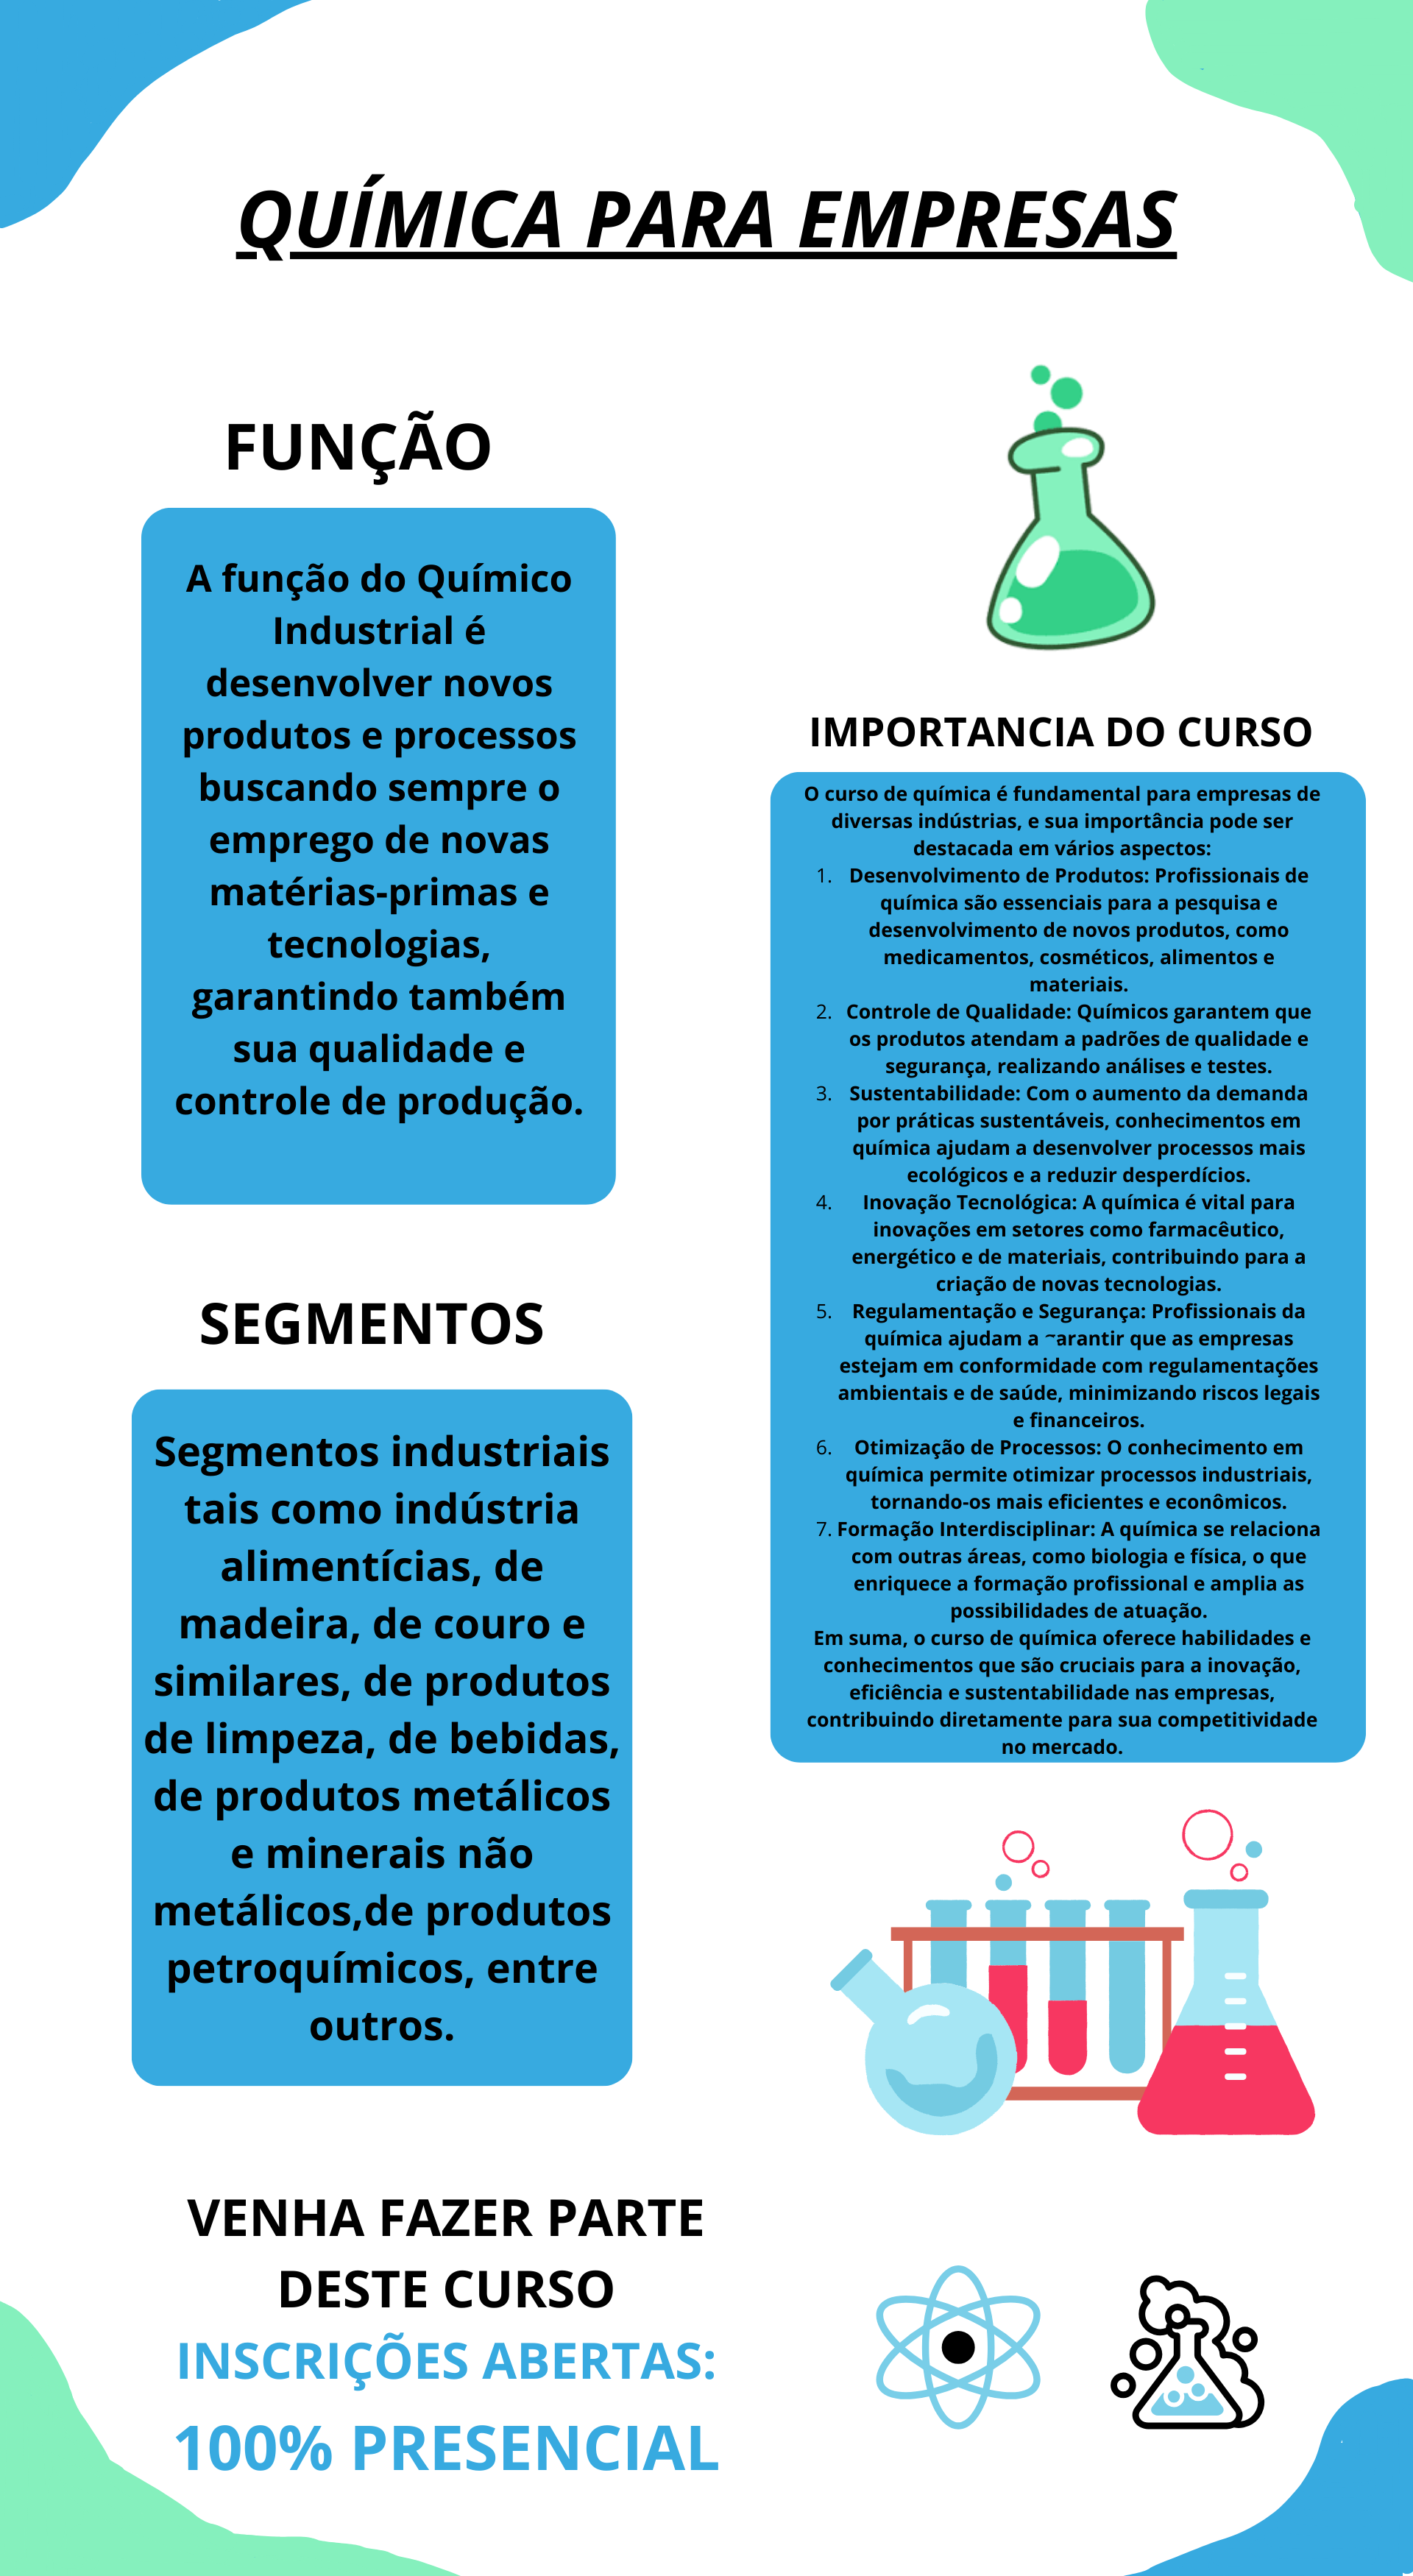 QUÍMICA PARA EMPRESAS
FUNÇÃO
A função do Químico
Industrial é
desenvolver novos
produtos e processos
buscando sempre o
emprego de novas
matérias-primas e
tecnologias,
garantindo também
sua qualidade e
controle de produção.
SEGMENTOS
Segmentos industriais
tais como indústria
alimentícias, de
madeira, de couro e
similares, de produtos
de limpeza, de bebidas,
de produtos metálicos
e minerais não
metálicos,de produtos
petroquímicos, entre
outros.
IMPORTANCIA DO CURSO
O curso de química é fundamental para empresas de
diversas indústrias, e sua importância pode ser
destacada em vários aspectos:
1. Desenvolvimento de Produtos: Profissionais de
química são essenciais para a pesquisa e
desenvolvimento de novos produtos, como
medicamentos, cosméticos, alimentos e
materiais.
2. Controle de Qualidade: Químicos garantem que
os produtos atendam a padrões de qualidade e
segurança, realizando análises e testes.
3. Sustentabilidade: Com o aumento da demanda
por práticas sustentáveis, conhecimentos em
química ajudam a desenvolver processos mais
ecológicos e a reduzir desperdícios.
4. Inovação Tecnológica: A química é vital para
inovações em setores como farmacêutico,
energético e de materiais, contribuindo para a
criação de novas tecnologias.
5. Regulamentação e Segurança: Profissionais da
química ajudam a garantir que as empresas
estejam em conformidade com regulamentações
ambientais e de saúde, minimizando riscos legais
e financeiros.
6. Otimização de Processos: O conhecimento em
química permite otimizar processos industriais,
tornando-os mais eficientes e econômicos.
7. Formação Interdisciplinar: A química se relaciona
com outras áreas, como biologia e física, o que
enriquece a formação profissional e amplia as
possibilidades de atuação.
Em suma, o curso de química oferece habilidades e
conhecimentos que são cruciais para a inovação,
eficiência e sustentabilidade nas empresas,
contribuindo diretamente para sua competitividade
no mercado.
VENHA FAZER PARTE
DESTE CURSO
INSCRIÇÕES ABERTAS:
100% PRESENCIAL